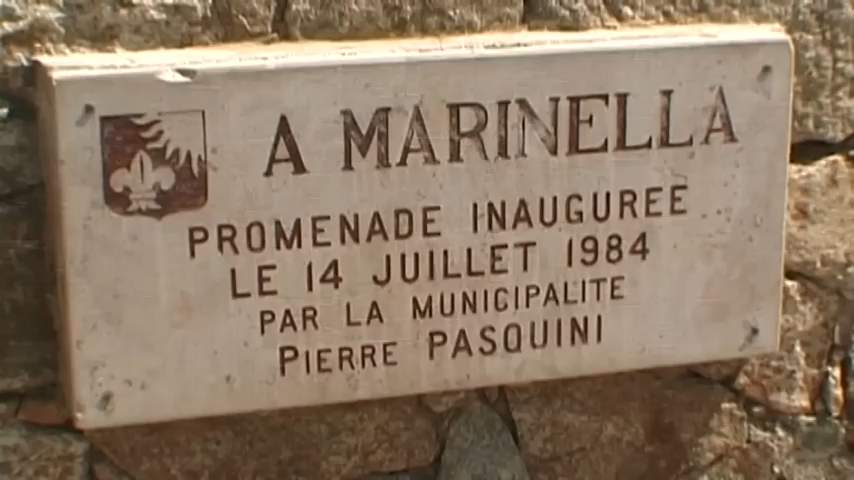 A MARINELLA
PROMENADE INAUGUREE
LE 14 JUILLET 1984
PAR LA MUNICIPALITE
PIERRE PASQUINI